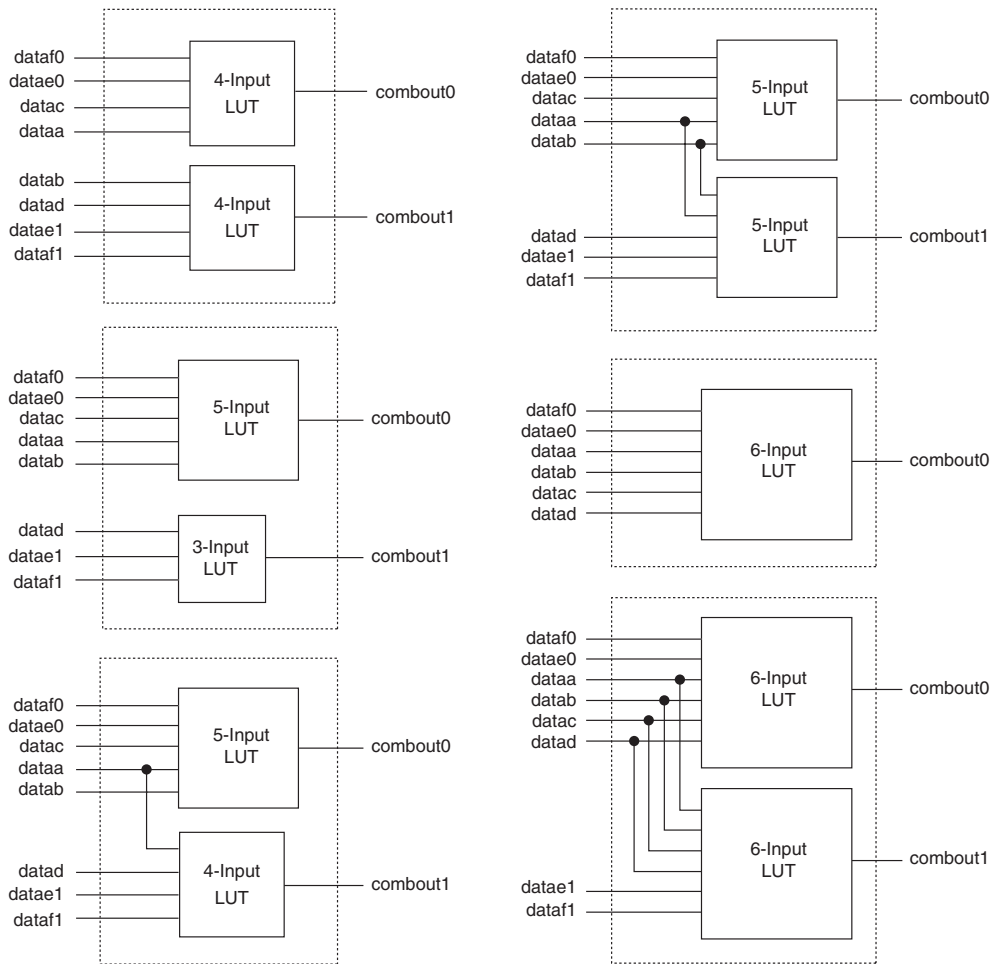 dataf0
datae0
datac
dataa
4-Input
LUT
combout0
datab
datad
datae1
dataf1
4-Input
LUT
combout1
dataf0
datae0
datac
dataa
datab
5-Input
LUT
combout0
datad
datae1
dataf1
3-Input
LUT
combout1
dataf0
datae0
datac
dataa
datab
5-Input
LUT
combout0
datad
datae1
dataf1
4-Input
LUT
combout1
dataf0
datae0
datac
dataa
datab
5-Input
LUT
combout0
datad
datae1
dataf1
5-Input
LUT
combout1
dataf0
datae0
dataa
datab
datac
datad
6-Input
LUT
combout0
dataf0
datae0
dataa
datab
datac
datad
6-Input
LUT
combout0
datae1
dataf1
6-Input
LUT
combout1